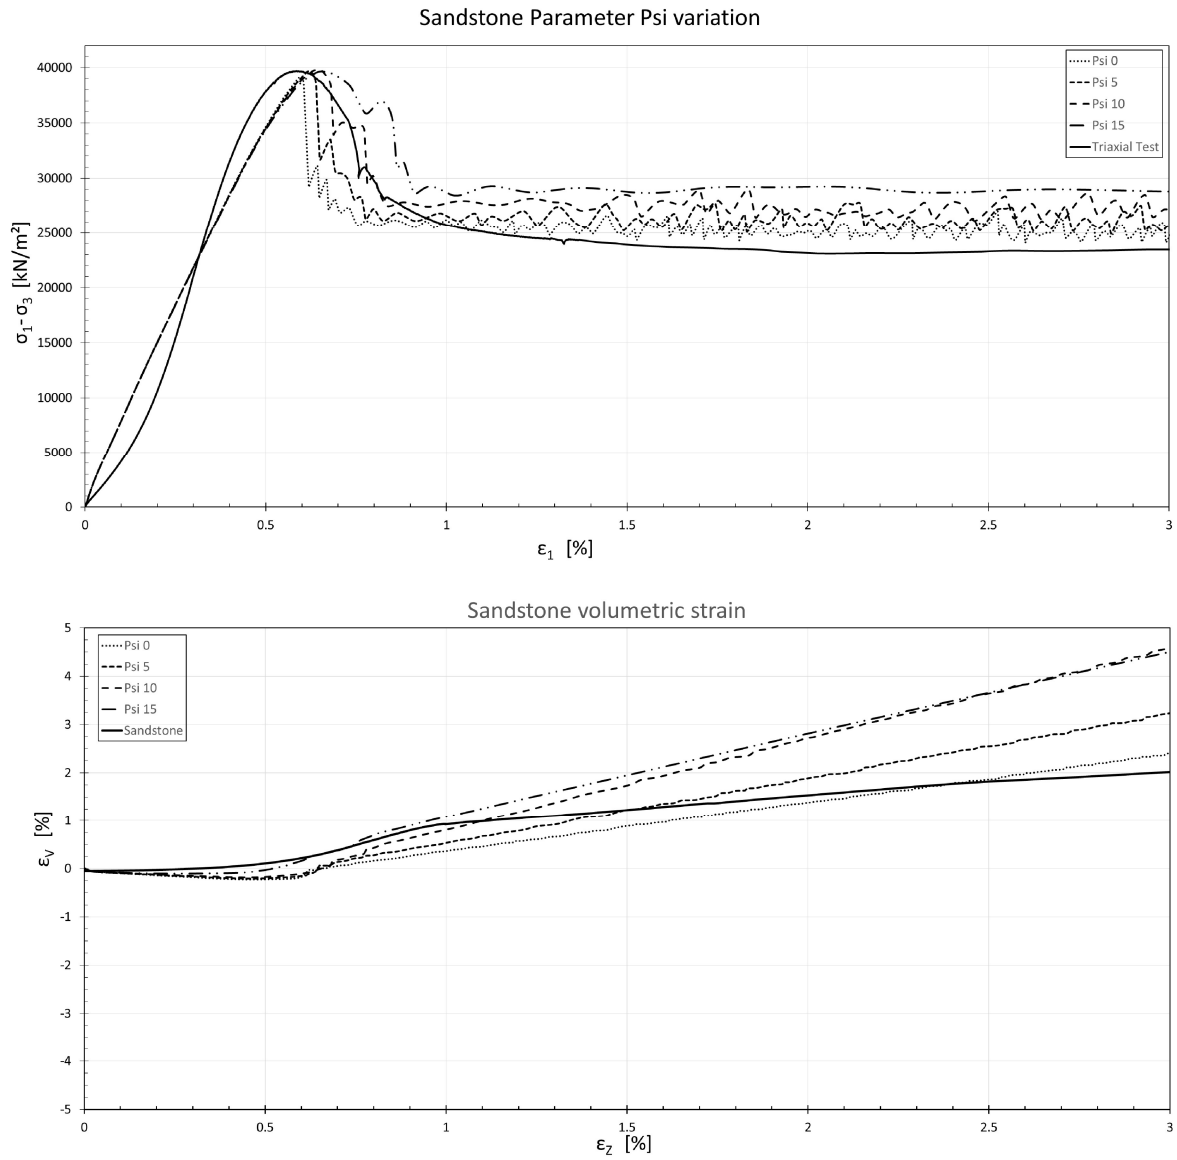 Sandstone Parameter Psi variation
40000
35000
30000
25000
20000
15000
10000
5000
0
σ1- σ3 [kN/m²]
Psi 0
Psi 5
Psi 10
Psi 15
Triaxial Test
0 0.5 1 1.5 2 2.5 3
ε1 [%]
Sandstone volumetric strain
5
4
3
2
1
0
-1
-2
-3
-4
-5
εV [%]
Psi 0
Psi 5
Psi 10
Psi 15
Sandstone
0 0.5 1 1.5 2 2.5 3
εZ [%]